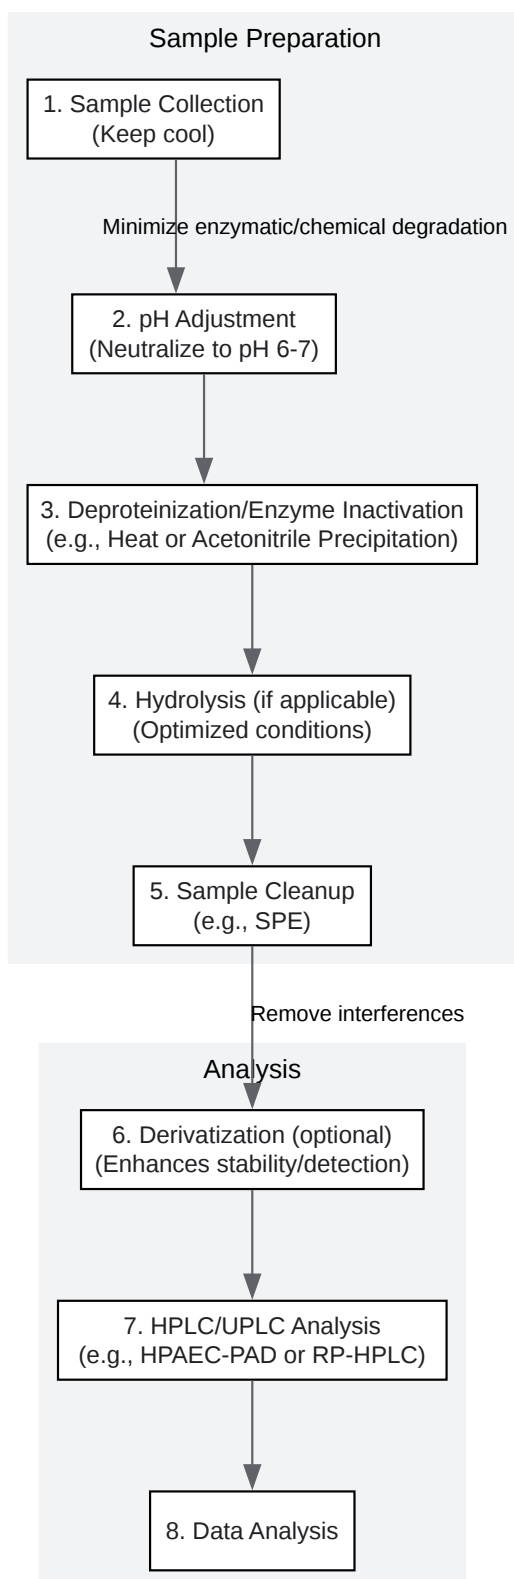 Sample Preparation
1. Sample Collection
(Keep cool)
Minimize enzymatic/chemical degradation
2. pH Adjustment
(Neutralize to pH 6-7)
3. Deproteinization/Enzyme Inactivation
(e.g., Heat or Acetonitrile Precipitation)
4. Hydrolysis (if applicable)
(Optimized conditions)
5. Sample Cleanup
(e.g., SPE)
Remove interferences
Analysis
6. Derivatization (optional)
(Enhances stability/detection)
7. HPLC/UPLC Analysis
(e.g., HPAEC-PAD or RP-HPLC)
8. Data Analysis